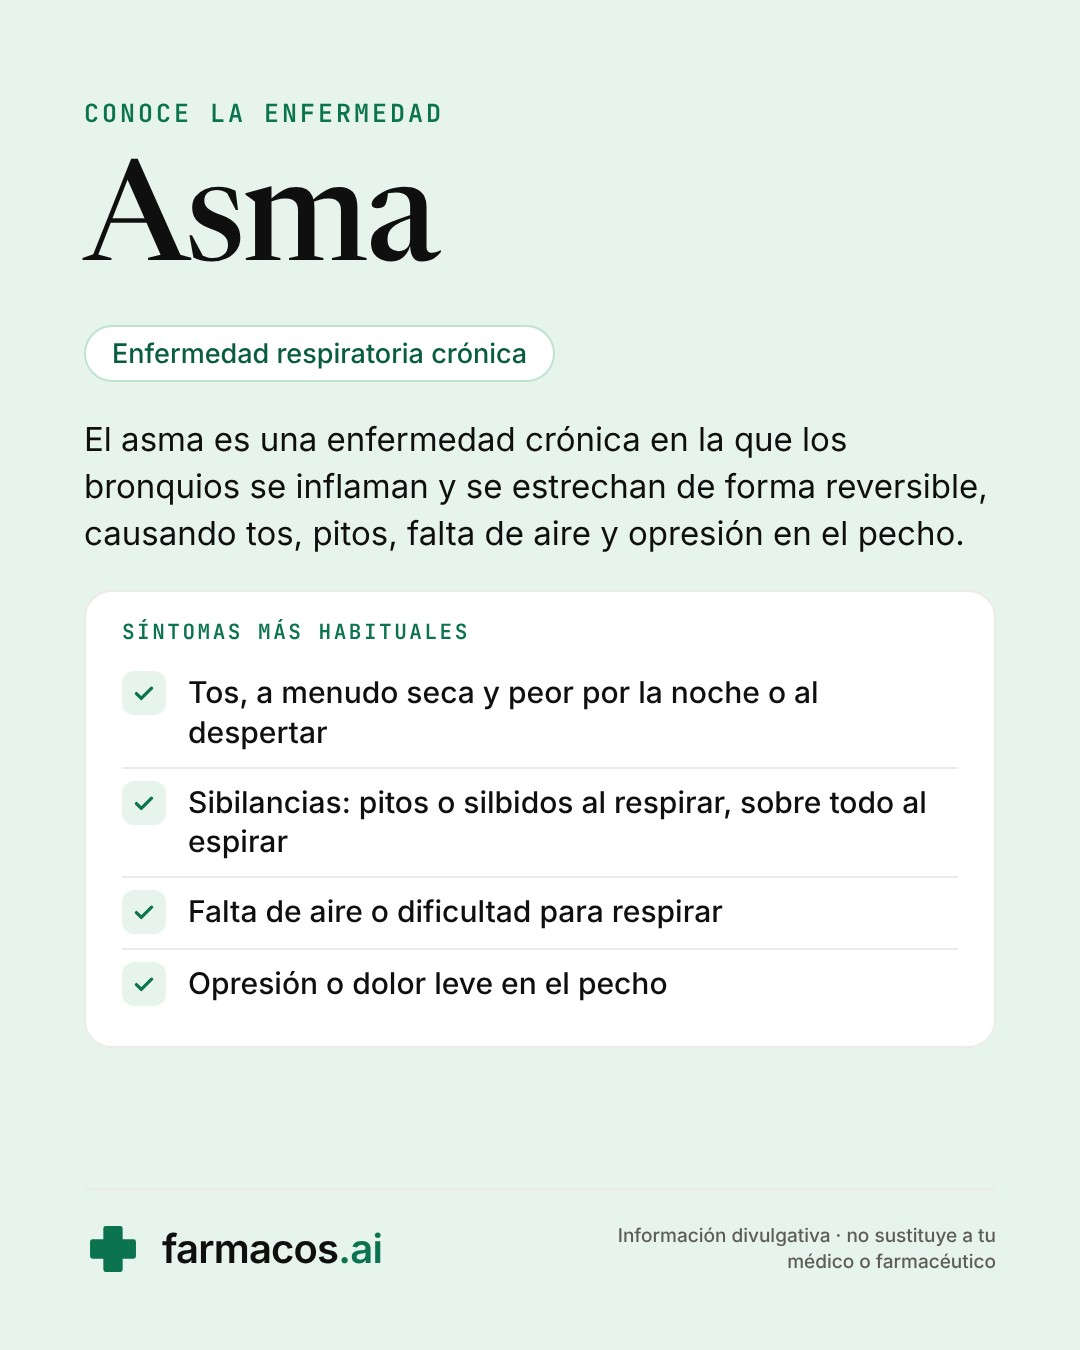 CONOCE LA ENFERMEDAD
Asma
Enfermedad respiratoria crónica
El asma es una enfermedad crónica en la que los
bronquios se inflaman y se estrechan de forma reversible,
causando tos, pitos, falta de aire y opresión en el pecho.
SÍNTOMAS MÁS HABITUALES
Tos, a menudo seca y peor por la noche o al
despertar
Sibilancias: pitos o silbidos al respirar, sobre todo al
espirar
Falta de aire o dificultad para respirar
Opresión o dolor leve en el pecho
farmacos.ai
Información divulgativa · no sustituye a tu
médico o farmacéutico